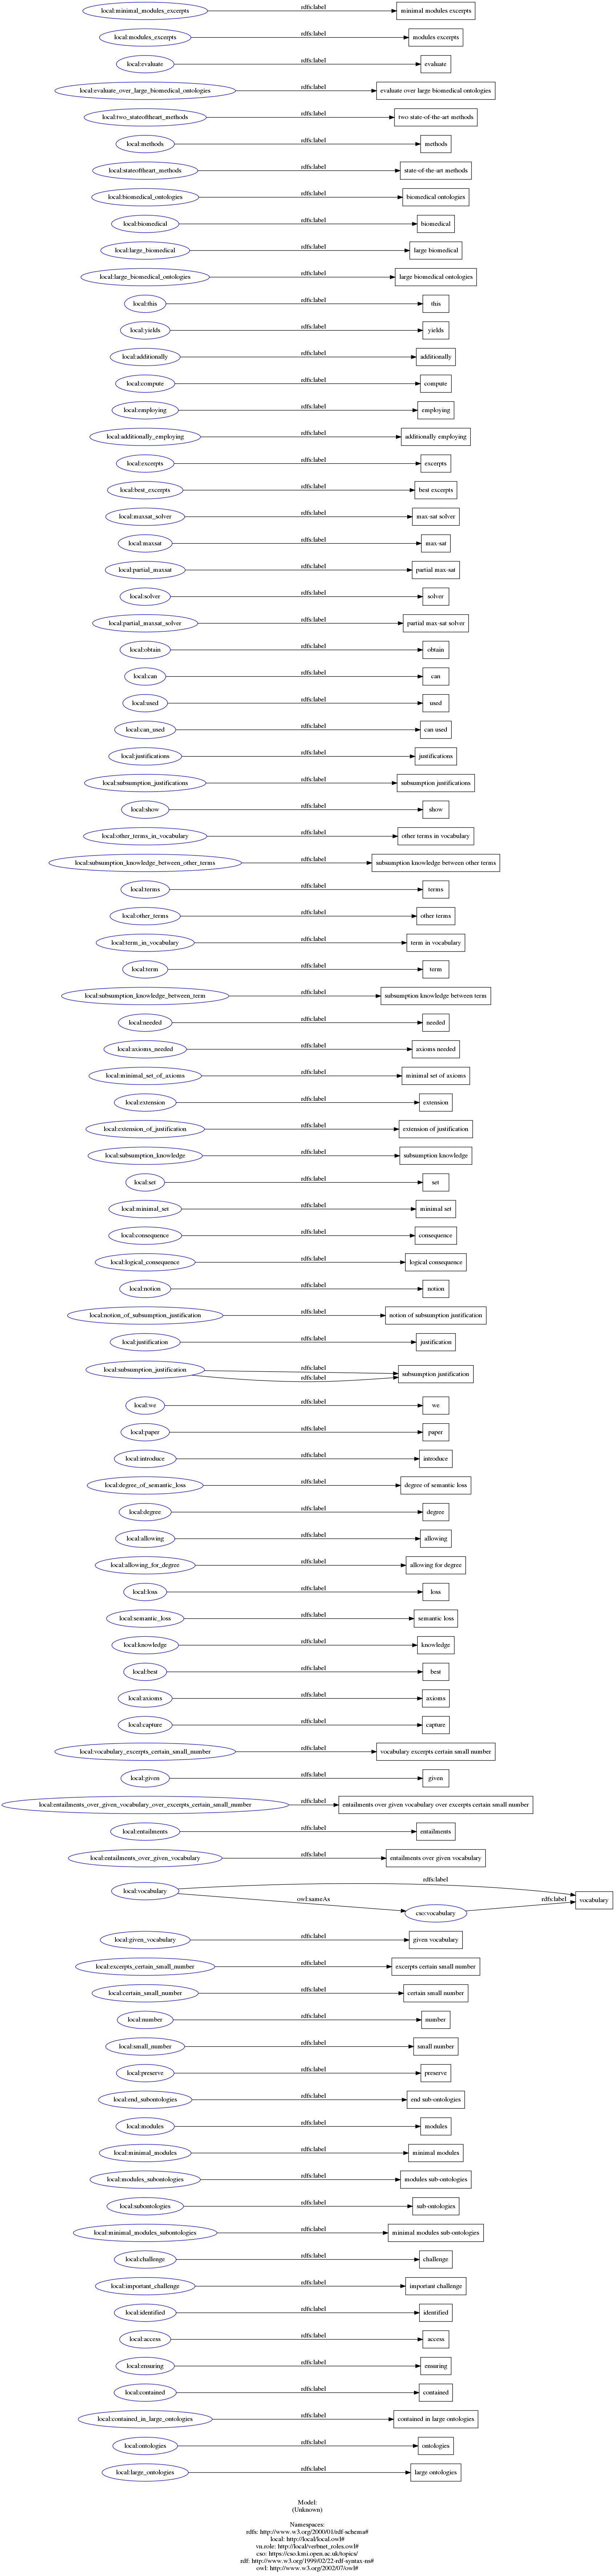 local:minimal_modules_excerpts rdfs:label minimal modules excerpts
local:modules_excerpts rdfs:label modules excerpts
local:evaluate rdfs:label evaluate
local:evaluate_over_large_biomedical_ontologies rdfs:label evaluate over large biomedical ontologies
local:two_stateoftheart_methods rdfs:label two state-of-the-art methods
local:methods rdfs:label methods
local:stateoftheart_methods rdfs:label state-of-the-art methods
local:biomedical_ontologies rdfs:label biomedical ontologies
local:biomedical rdfs:label biomedical
local:large_biomedical rdfs:label large biomedical
local:large_biomedical_ontologies rdfs:label large biomedical ontologies
local:this rdfs:label this
local:yields rdfs:label yields
local:additionally rdfs:label additionally
local:compute rdfs:label compute
local:employing rdfs:label employing
local:additionally_employing rdfs:label additionally employing
local:excerpts rdfs:label excerpts
local:best_excerpts rdfs:label best excerpts
local:maxsat_solver rdfs:label max-sat solver
local:maxsat rdfs:label max-sat
local:partial_maxsat rdfs:label partial max-sat
local:solver rdfs:label solver
local:partial_maxsat_solver rdfs:label partial max-sat solver
local:obtain rdfs:label obtain
local:can rdfs:label can
local:used rdfs:label used
local:can_used rdfs:label can used
local:justifications rdfs:label justifications
local:subsumption_justifications rdfs:label subsumption justifications
local:show rdfs:label show
local:other_terms_in_vocabulary rdfs:label other terms in vocabulary
local:subsumption_knowledge_between_other_terms rdfs:label subsumption knowledge between other terms
local:terms rdfs:label terms
local:other_terms rdfs:label other terms
local:term_in_vocabulary rdfs:label term in vocabulary
local:term rdfs:label term
local:subsumption_knowledge_between_term rdfs:label subsumption knowledge between term
local:needed rdfs:label needed
local:axioms_needed rdfs:label axioms needed
local:minimal_set_of_axioms rdfs:label minimal set of axioms
local:extension rdfs:label extension
local:extension_of_justification rdfs:label extension of justification
local:subsumption_knowledge rdfs:label subsumption knowledge
local:set rdfs:label set
local:minimal_set rdfs:label minimal set
local:consequence rdfs:label consequence
local:logical_consequence rdfs:label logical consequence
local:notion rdfs:label notion
local:notion_of_subsumption_justification rdfs:label notion of subsumption justification
local:justification rdfs:label justification
local:subsumption_justification rdfs:label rdfs:label subsumption justification
local:we rdfs:label we
local:paper rdfs:label paper
local:introduce rdfs:label introduce
local:degree_of_semantic_loss rdfs:label degree of semantic loss
local:degree rdfs:label degree
local:allowing rdfs:label allowing
local:allowing_for_degree rdfs:label allowing for degree
local:loss rdfs:label loss
local:semantic_loss rdfs:label semantic loss
local:knowledge rdfs:label knowledge
local:best rdfs:label best
local:axioms rdfs:label axioms
local:capture rdfs:label capture
local:vocabulary_excerpts_certain_small_number rdfs:label vocabulary excerpts certain small number
local:given rdfs:label given
local:entailments_over_given_vocabulary_over_excerpts_certain_small_number rdfs:label entailments over given vocabulary over excerpts certain small number
local:entailments rdfs:label entailments
local:entailments_over_given_vocabulary rdfs:label entailments over given vocabulary
local:vocabulary rdfs:label vocabulary
owl:sameAs cso:vocabulary rdfs:label
local:given_vocabulary rdfs:label given vocabulary
local:excerpts_certain_small_number rdfs:label excerpts certain small number
local:certain_small_number rdfs:label certain small number
local:number rdfs:label number
local:small_number rdfs:label small number
local:preserve rdfs:label preserve
local:end_subontologies rdfs:label end sub-ontologies
local:modules rdfs:label modules
local:minimal_modules rdfs:label minimal modules
local:modules_subontologies rdfs:label modules sub-ontologies
local:subontologies rdfs:label sub-ontologies
local:minimal_modules_subontologies rdfs:label minimal modules sub-ontologies
local:challenge rdfs:label challenge
local:important_challenge rdfs:label important challenge
local:identified rdfs:label identified
local:access rdfs:label access
local:ensuring rdfs:label ensuring
local:contained rdfs:label contained
local:contained_in_large_ontologies rdfs:label contained in large ontologies
local:ontologies rdfs:label ontologies
local:large_ontologies rdfs:label large ontologies
Model:
(Unknown)
Namespaces:
rdfs: http://www.w3.org/2000/01/rdf-schema#
local: http://local/local.owl#
vn.role: http://local/verbnet_roles.owl#
cso: https://cso.kmi.open.ac.uk/topics/
rdf: http://www.w3.org/1999/02/22-rdf-syntax-ns#
owl: http://www.w3.org/2002/07/owl#